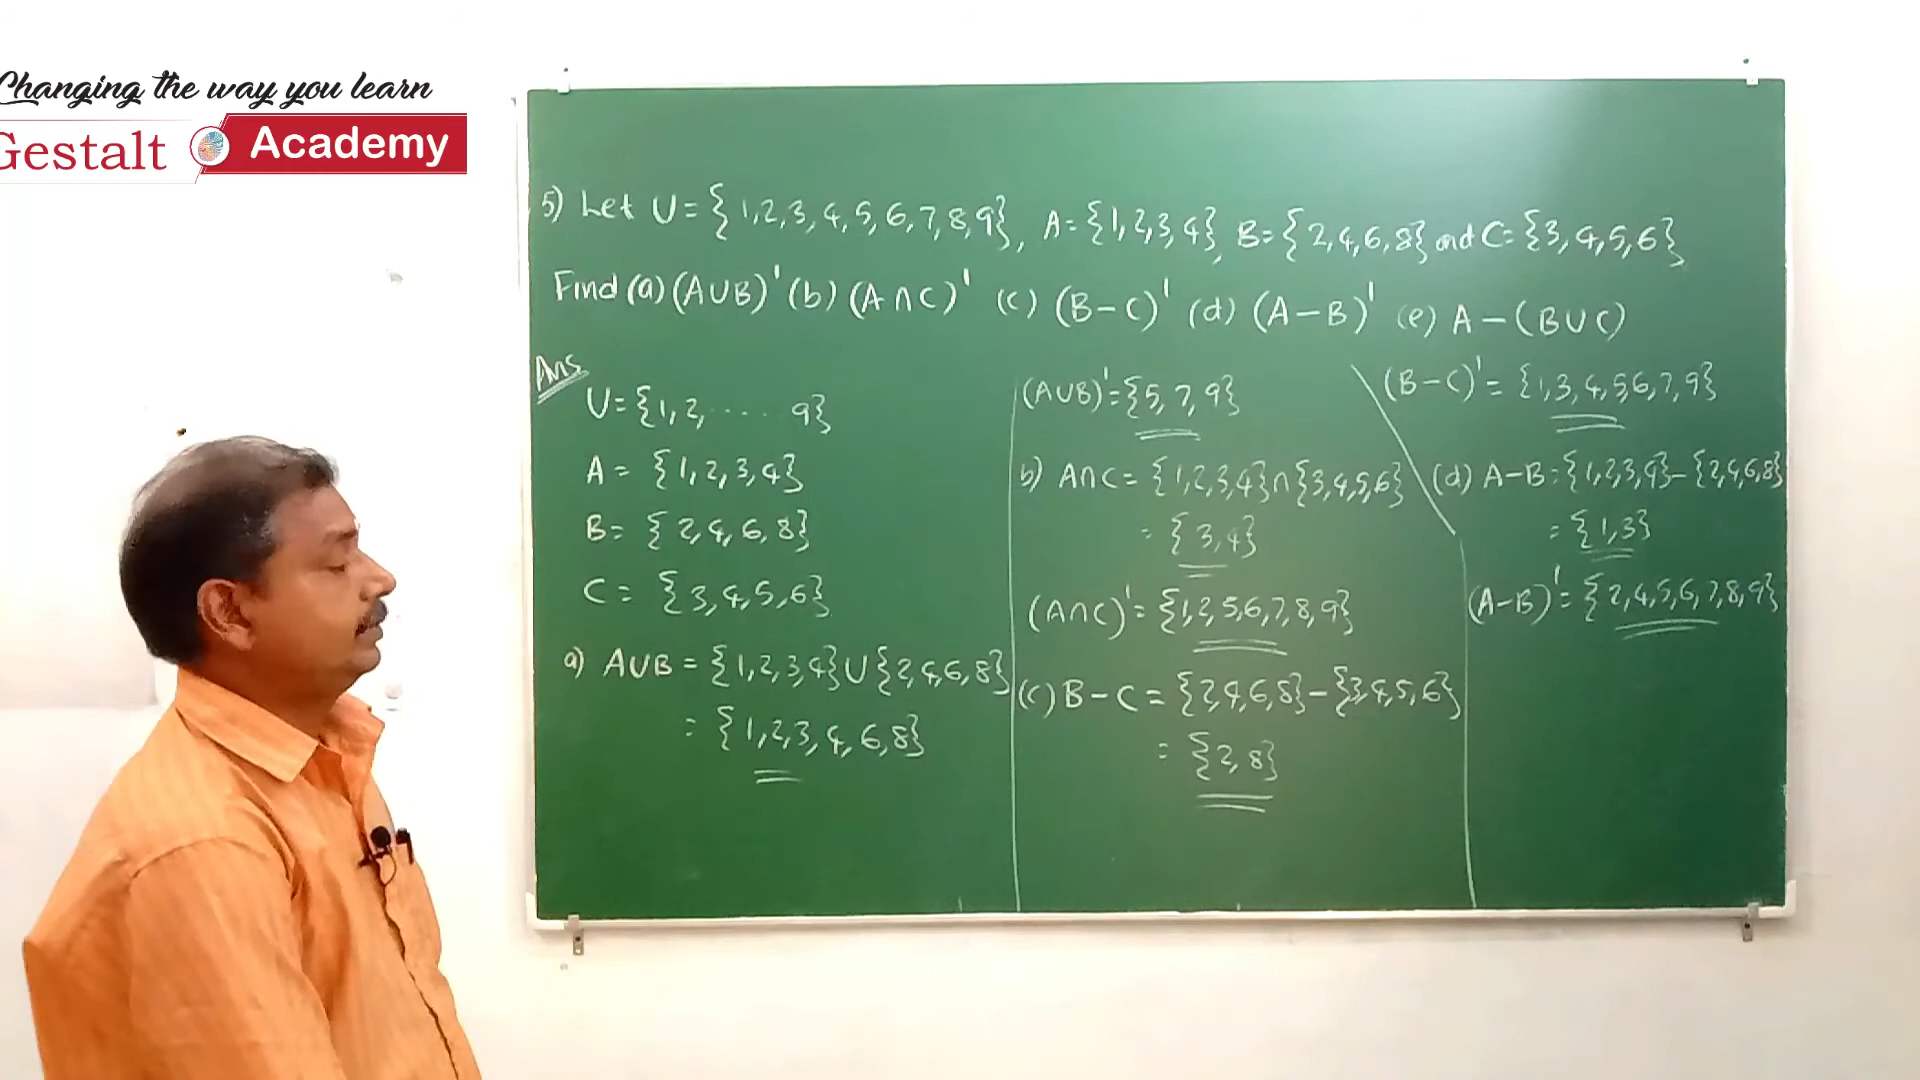 Changing the way you learn
Gestalt Academy
5) Let U = {1,2,3,4,5,6,7,8,9}, A = {1,2,3,4}, B = {2,4,6,8} and C = {3,4,5,6}
Find (a) (A∪B)' (b) (A∩C)' (c) (B–C)' (d) (A–B)' (e) A–(B∪C)
Ans
U = {1,2,...... 9}
A = {1,2,3,4}
B = {2,4,6,8}
C = {3,4,5,6}
a) A∪B = {1,2,3,4} ∪ {2,4,6,8}
= {1,2,3,4,6,8}
(A∪B)' = {5,7,9}
b) A∩C = {1,2,3,4} ∩ {3,4,5,6}
= {3,4}
(A∩C)' = {1,2,5,6,7,8,9}
(c) B–C = {2,4,6,8} – {3,4,5,6}
= {2,8}
(B–C)' = {1,3,4,5 6,7,9}
(d) A–B = {1,2,3,4} – {2,4,6,8}
= {1,3}
(A–B)' = {2,4,5,6,7,8,9}